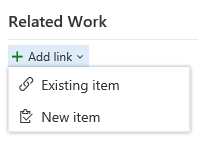 Related Work
Add link
Existing item
New item